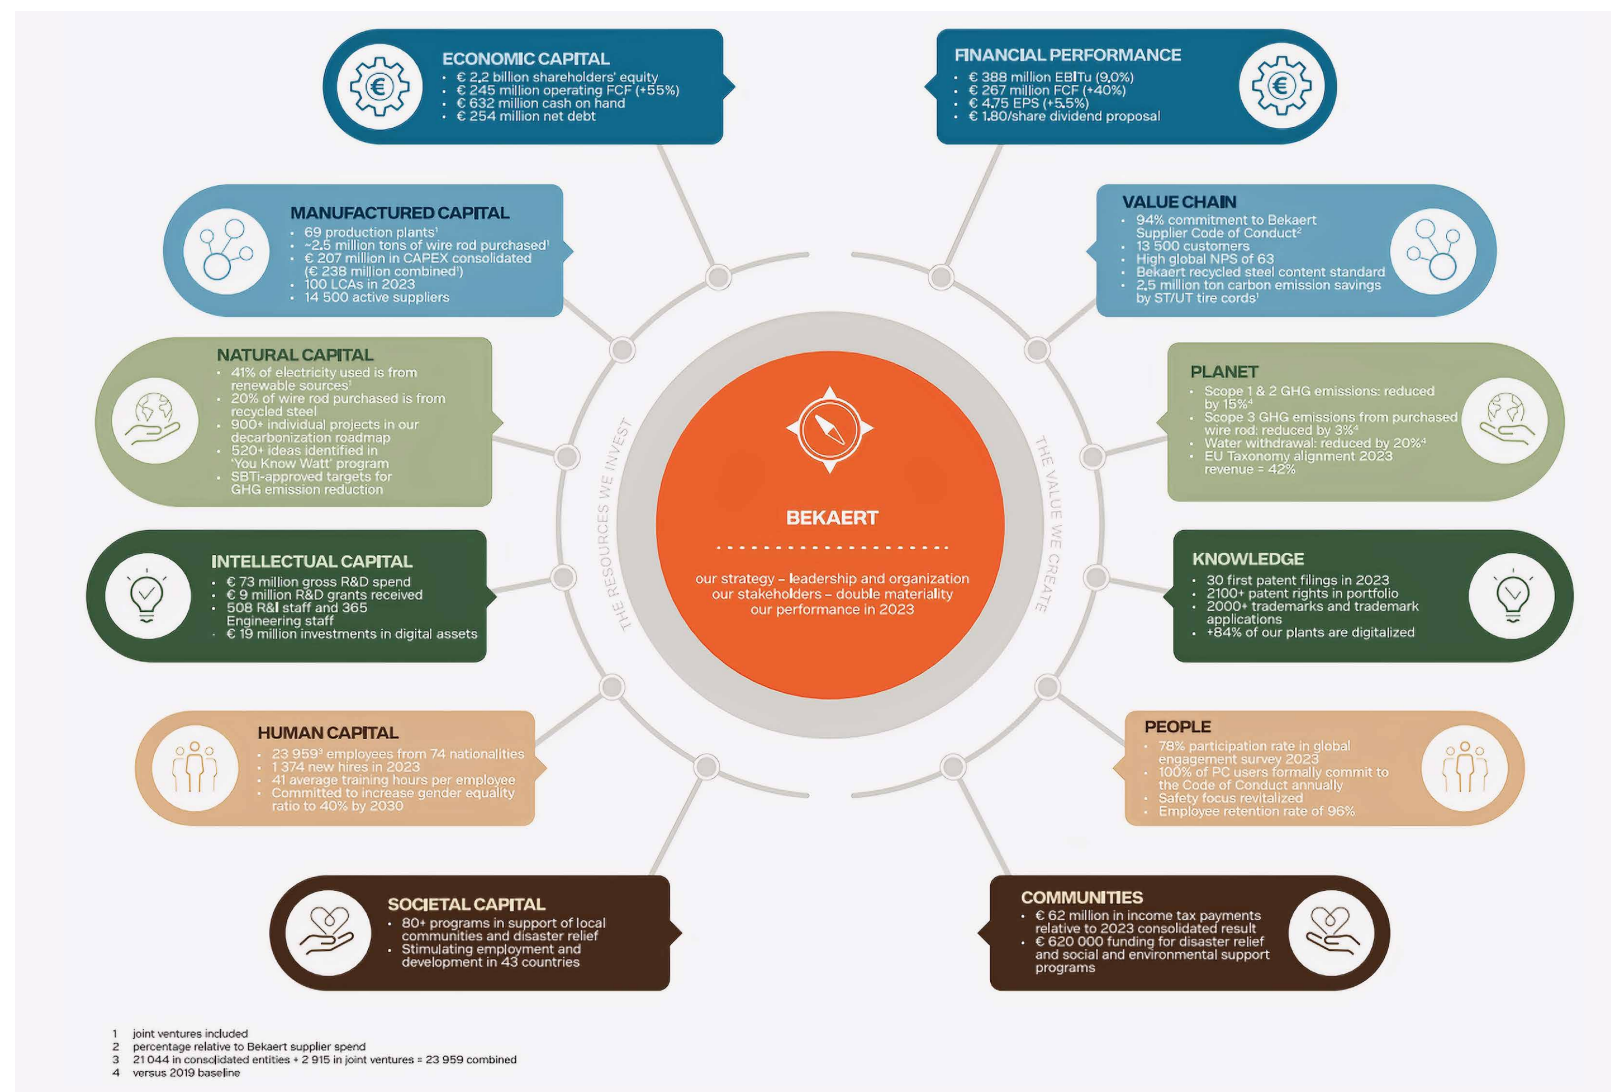 ECONOMIC CAPITAL
• € 2.2 billion shareholders' equity
• € 245 million operating FCF (+55%)
• € 632 million cash on hand
• € 254 million net debt
FINANCIAL PERFORMANCE
• € 388 million EBITu (9.0%)
• € 267 million FCF (+40%)
• € 4.75 EPS (+5.5%)
• € 1.80/share dividend proposal
MANUFACTURED CAPITAL
• 69 production plants¹
• ~2.5 million tons of wire rod purchased¹
• € 207 million in CAPEX consolidated
(€ 238 million combined¹)
• 100 LCAs in 2023
• 14 500 active suppliers
VALUE CHAIN
• 94% commitment to Bekaert
Supplier Code of Conduct²
• 13 500 customers
• High global NPS of 63
• Bekaert recycled steel content standard
• 2.5 million ton carbon emission savings
by ST/UT tire cords¹
NATURAL CAPITAL
• 41% of electricity used is from
renewable sources¹
• 20% of wire rod purchased is from
recycled steel
• 900+ individual projects in our
decarbonization roadmap
• 520+ ideas identified in
'You Know Watt' program
• SBTi-approved targets for
GHG emission reduction
PLANET
• Scope 1 & 2 GHG emissions: reduced
by 15%⁴
• Scope 3 GHG emissions from purchased
wire rod: reduced by 3%⁴
• Water withdrawal: reduced by 20%⁴
• EU Taxonomy alignment 2023
revenue = 42%
THE RESOURCES WE INVEST
BEKAERT
our strategy – leadership and organization
our stakeholders – double materiality
our performance in 2023
THE VALUE WE CREATE
INTELLECTUAL CAPITAL
• € 73 million gross R&D spend
• € 9 million R&D grants received
• 508 R&I staff and 365
Engineering staff
• € 19 million investments in digital assets
KNOWLEDGE
• 30 first patent filings in 2023
• 2100+ patent rights in portfolio
• 2000+ trademarks and trademark
applications
• +84% of our plants are digitalized
HUMAN CAPITAL
• 23 959³ employees from 74 nationalities
• 1 374 new hires in 2023
• 41 average training hours per employee
• Committed to increase gender equality
ratio to 40% by 2030
PEOPLE
• 78% participation rate in global
engagement survey 2023
• 100% of PC users formally commit to
the Code of Conduct annually
• Safety focus revitalized
• Employee retention rate of 96%
SOCIETAL CAPITAL
• 80+ programs in support of local
communities and disaster relief
• Stimulating employment and
development in 43 countries
COMMUNITIES
• € 62 million in income tax payments
relative to 2023 consolidated result
• € 620 000 funding for disaster relief
and social and environmental support
programs
1 joint ventures included
2 percentage relative to Bekaert supplier spend
3 21 044 in consolidated entities + 2 915 in joint ventures = 23 959 combined
4 versus 2019 baseline